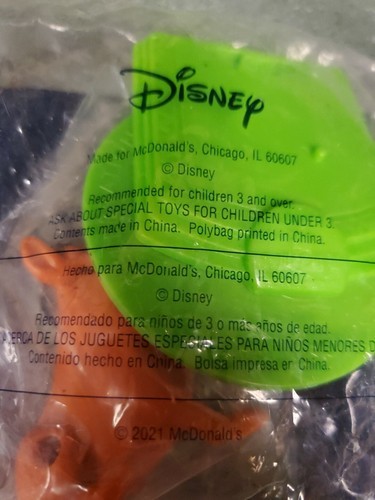 Disney
Made for McDonald's, Chicago, IL 60607
© Disney
Recommended for children 3 and over.
ASK ABOUT SPECIAL TOYS FOR CHILDREN UNDER 3.
Contents made in China. Polybag printed in China.
Hecho para McDonald's, Chicago, IL 60607
© Disney
Recomendado para niños de 3 o más años de edad.
ACERCA DE LOS JUGUETES ESPECIALES PARA NIÑOS MENORES D
Contenido hecho en China. Bolsa impresa en China.
© 2021 McDonald's